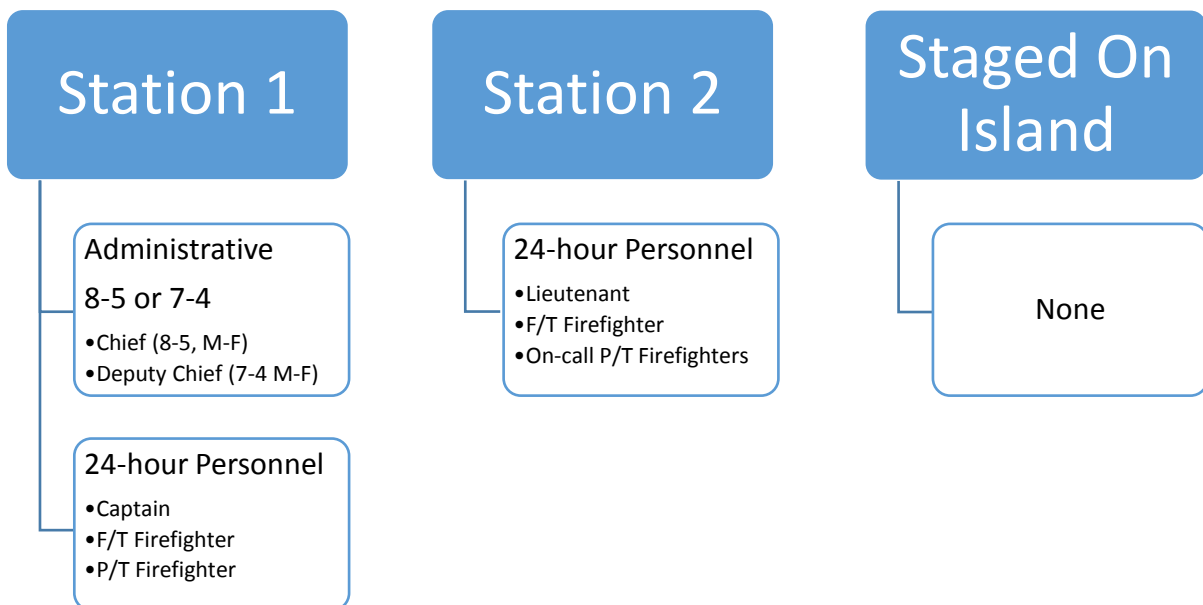 Station 1
Administrative
8-5 or 7-4
•Chief (8-5, M-F)
•Deputy Chief (7-4 M-F)
24-hour Personnel
•Captain
•F/T Firefighter
•P/T Firefighter
Station 2
24-hour Personnel
•Lieutenant
•F/T Firefighter
•On-call P/T Firefighters
Staged On
Island
None